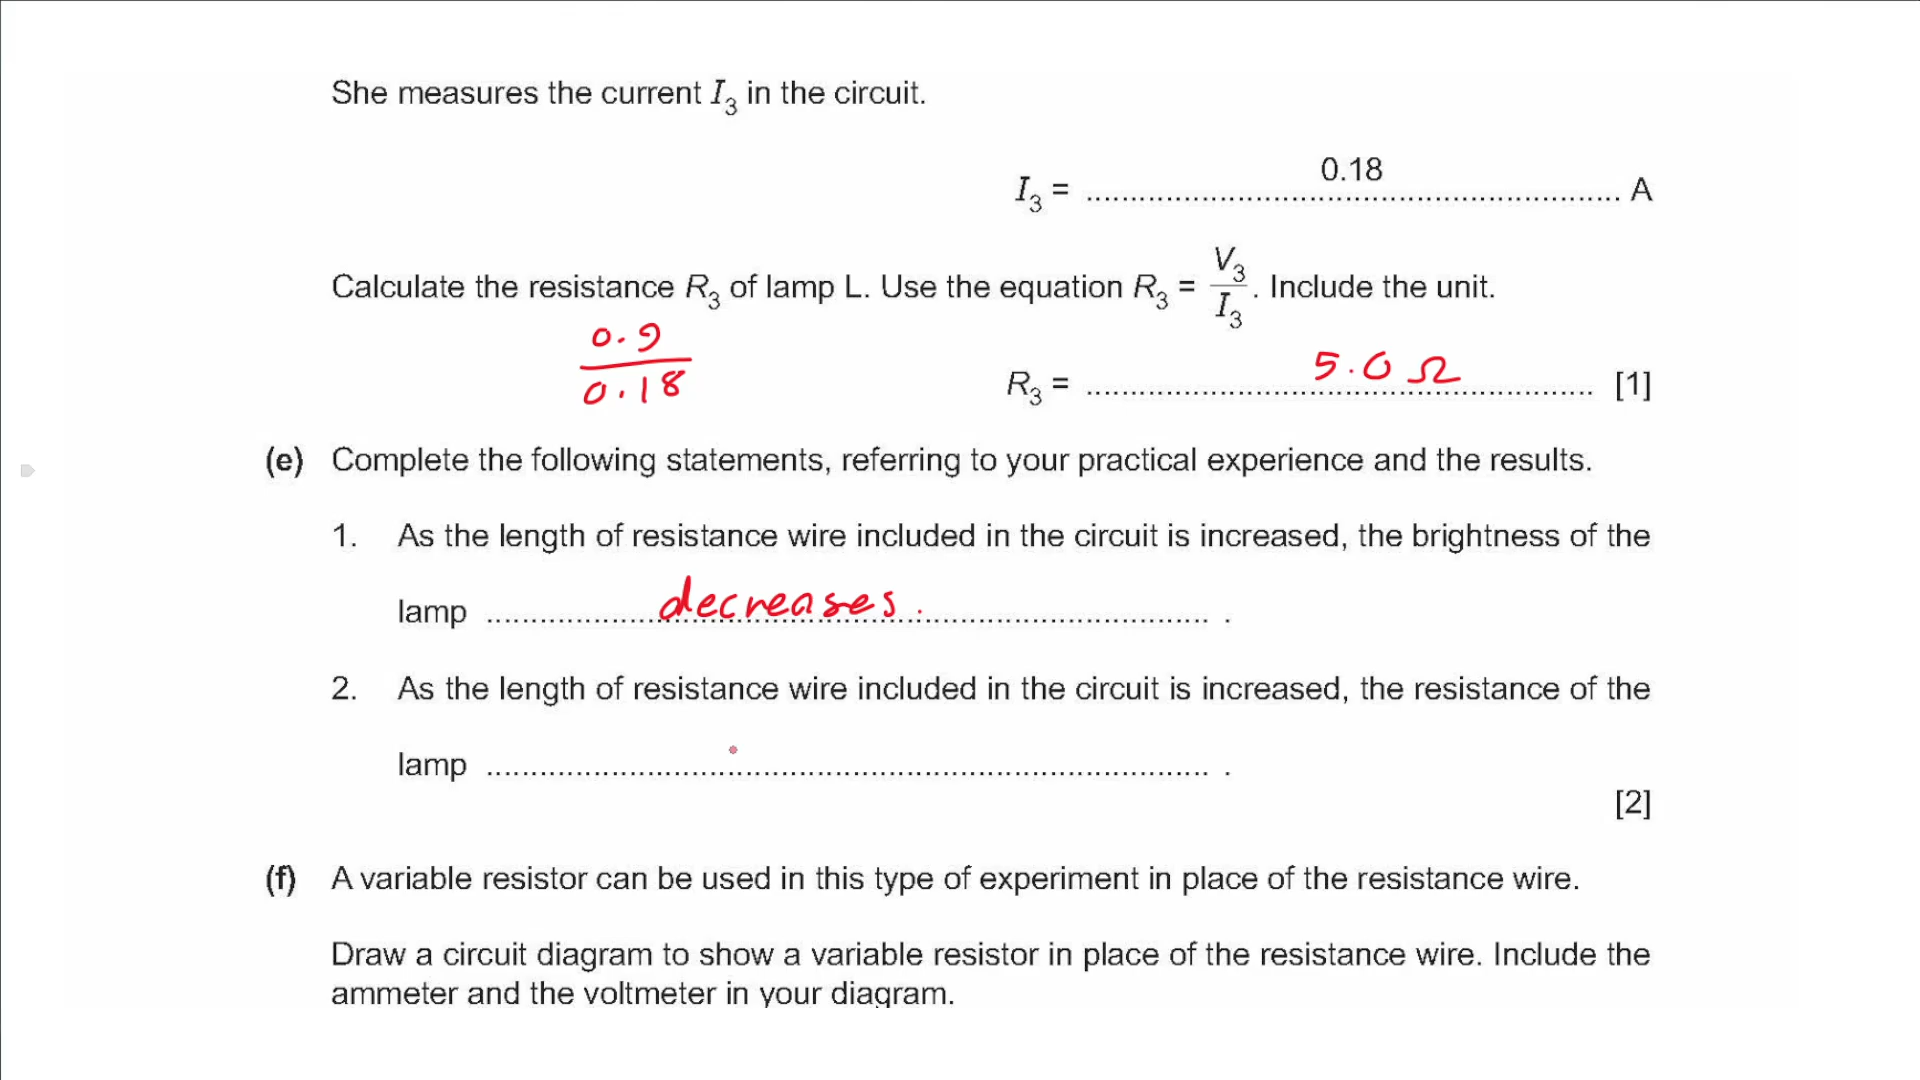 She measures the current I3 in the circuit.
I3 = ........................ 0.18 ........................ A
Calculate the resistance R3 of lamp L. Use the equation R3 = V3/I3. Include the unit.
0.9
0.18
R3 = ........................ 5.0 Ω ........................ [1]
(e) Complete the following statements, referring to your practical experience and the results.
1. As the length of resistance wire included in the circuit is increased, the brightness of the
lamp ........................ decreases. ........................ .
2. As the length of resistance wire included in the circuit is increased, the resistance of the
lamp ................................................ .
[2]
(f) A variable resistor can be used in this type of experiment in place of the resistance wire.
Draw a circuit diagram to show a variable resistor in place of the resistance wire. Include the
ammeter and the voltmeter in your diagram.